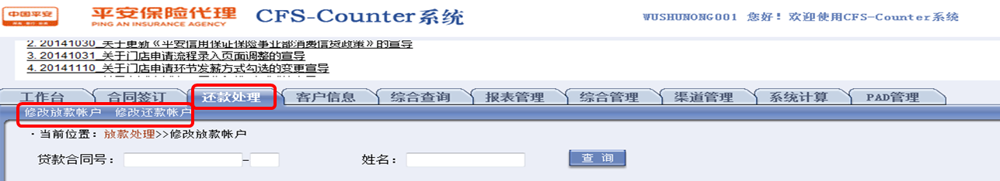 中国平安
平安保险代理
PING AN INSURANCE AGENCY
CFS-Counter系统
WUSHUNONG001 您好！欢迎使用CFS-Counter系统
2. 20141030_关于更新《平安信用保证保险事业部消费信贷政策》的宣导
3. 20141031_关于门店申请流程录入页面调整的宣导
4. 20141110_关于门店申请环节发薪方式勾选的变更宣导
工作台 合同签订 还款处理 客户信息 综合查询 报表管理 综合管理 渠道管理 系统计算 PAD管理
修改放款帐户 修改还款帐户
·当前位置：放款处理>>修改放款帐户
贷款合同号： - 姓名： 查 询